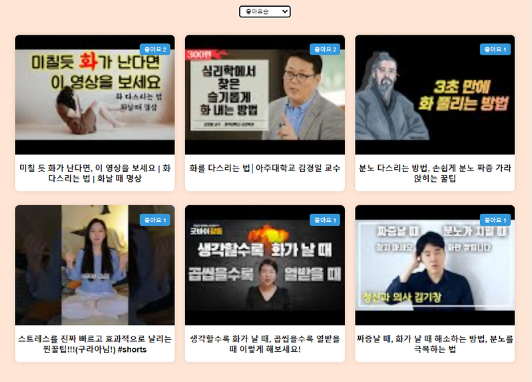 좋아요순
좋아요 2
미칠듯 화가 난다면
이 영상을 보세요
화 다스리는 법
화날때 명상
미칠 듯 화가 난다면, 이 영상을 보세요 | 화
다스리는 법 | 화날 때 명상
좋아요 2
300만
심리학에서
찾은
슬기롭게
화 내는 방법
화를 다스리는 법| 아주대학교 김경일 교수
좋아요 1
3초 만에
화 풀리는 방법
분노 다스리는 방법, 손쉽게 분노 짜증 가라
앉히는 꿀팁
좋아요 1
스트레스를 진짜 빠르고 효과적으로 날리는
찐꿀팁!!!(구라아님!) #shorts
좋아요 1
굿바이 갈등
생각할수록 화가 날 때
곱씹을수록 열받을 때
생각할수록 화가 날 때, 곱씹을수록 열받을
때 이렇게 해보세요!
좋아요 1
짜증날 때 분노가 치밀 때
정신과 의사 김기창
짜증날 때, 화가 날 때 해소하는 방법, 분노를
극복하는 법